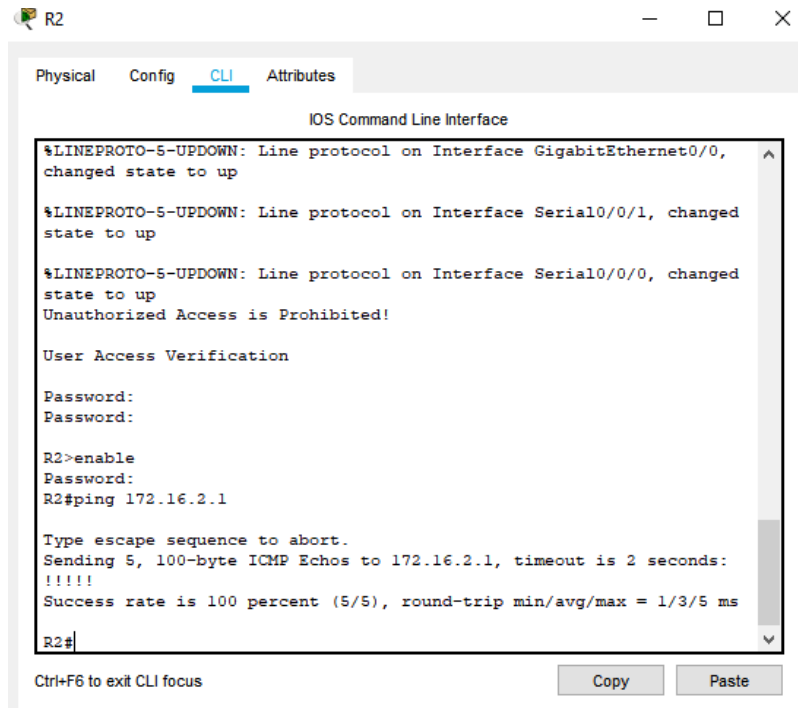 R2
Physical Config CLI Attributes
IOS Command Line Interface
%LINEPROTO-5-UPDOWN: Line protocol on Interface GigabitEthernet0/0,
changed state to up
%LINEPROTO-5-UPDOWN: Line protocol on Interface Serial0/0/1, changed
state to up
%LINEPROTO-5-UPDOWN: Line protocol on Interface Serial0/0/0, changed
state to up
Unauthorized Access is Prohibited!
User Access Verification
Password:
Password:
R2>enable
Password:
R2#ping 172.16.2.1
Type escape sequence to abort.
Sending 5, 100-byte ICMP Echos to 172.16.2.1, timeout is 2 seconds:
!!!!!
Success rate is 100 percent (5/5), round-trip min/avg/max = 1/3/5 ms
R2#
Ctrl+F6 to exit CLI focus
Copy
Paste